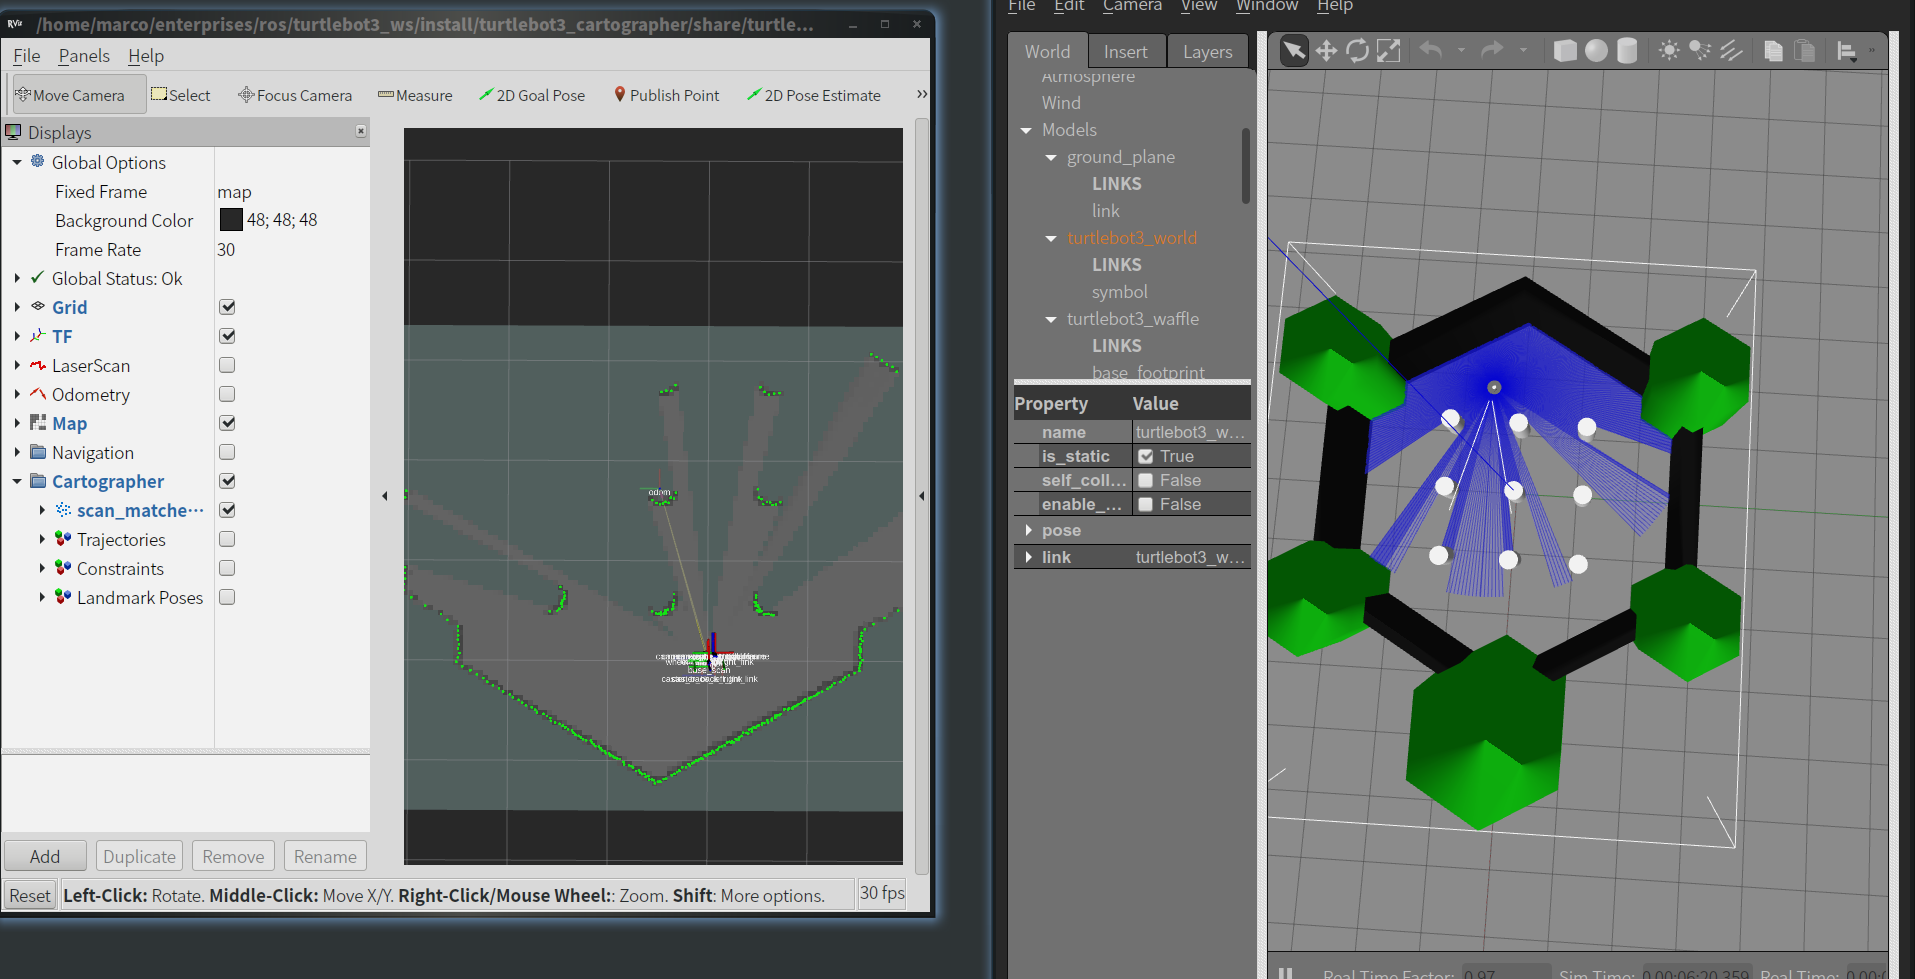 RViz /home/marco/enterprises/ros/turtlebot3_ws/install/turtlebot3_cartographer/share/turtle...
File Panels Help
Move Camera Select Focus Camera Measure 2D Goal Pose Publish Point 2D Pose Estimate »
Displays
Global Options
Fixed Frame map
Background Color 48; 48; 48
Frame Rate 30
Global Status: Ok
Grid
TF
LaserScan
Odometry
Map
Navigation
Cartographer
scan_matche...
Trajectories
Constraints
Landmark Poses
Add Duplicate Remove Rename
odom
base_scan
Reset Left-Click: Rotate. Middle-Click: Move X/Y. Right-Click/Mouse Wheel:: Zoom. Shift: More options. 30 fps
File Edit Camera View Window Help
World Insert Layers
Atmosphere
Wind
Models
ground_plane
LINKS
link
turtlebot3_world
LINKS
symbol
turtlebot3_waffle
LINKS
base_footprint
Property Value
name turtlebot3_w...
is_static True
self_coll... False
enable_... False
pose
link turtlebot3_w...
»
Real Time Factor: 0.97 Sim Time: 0 00:06:20.359 Real Time: